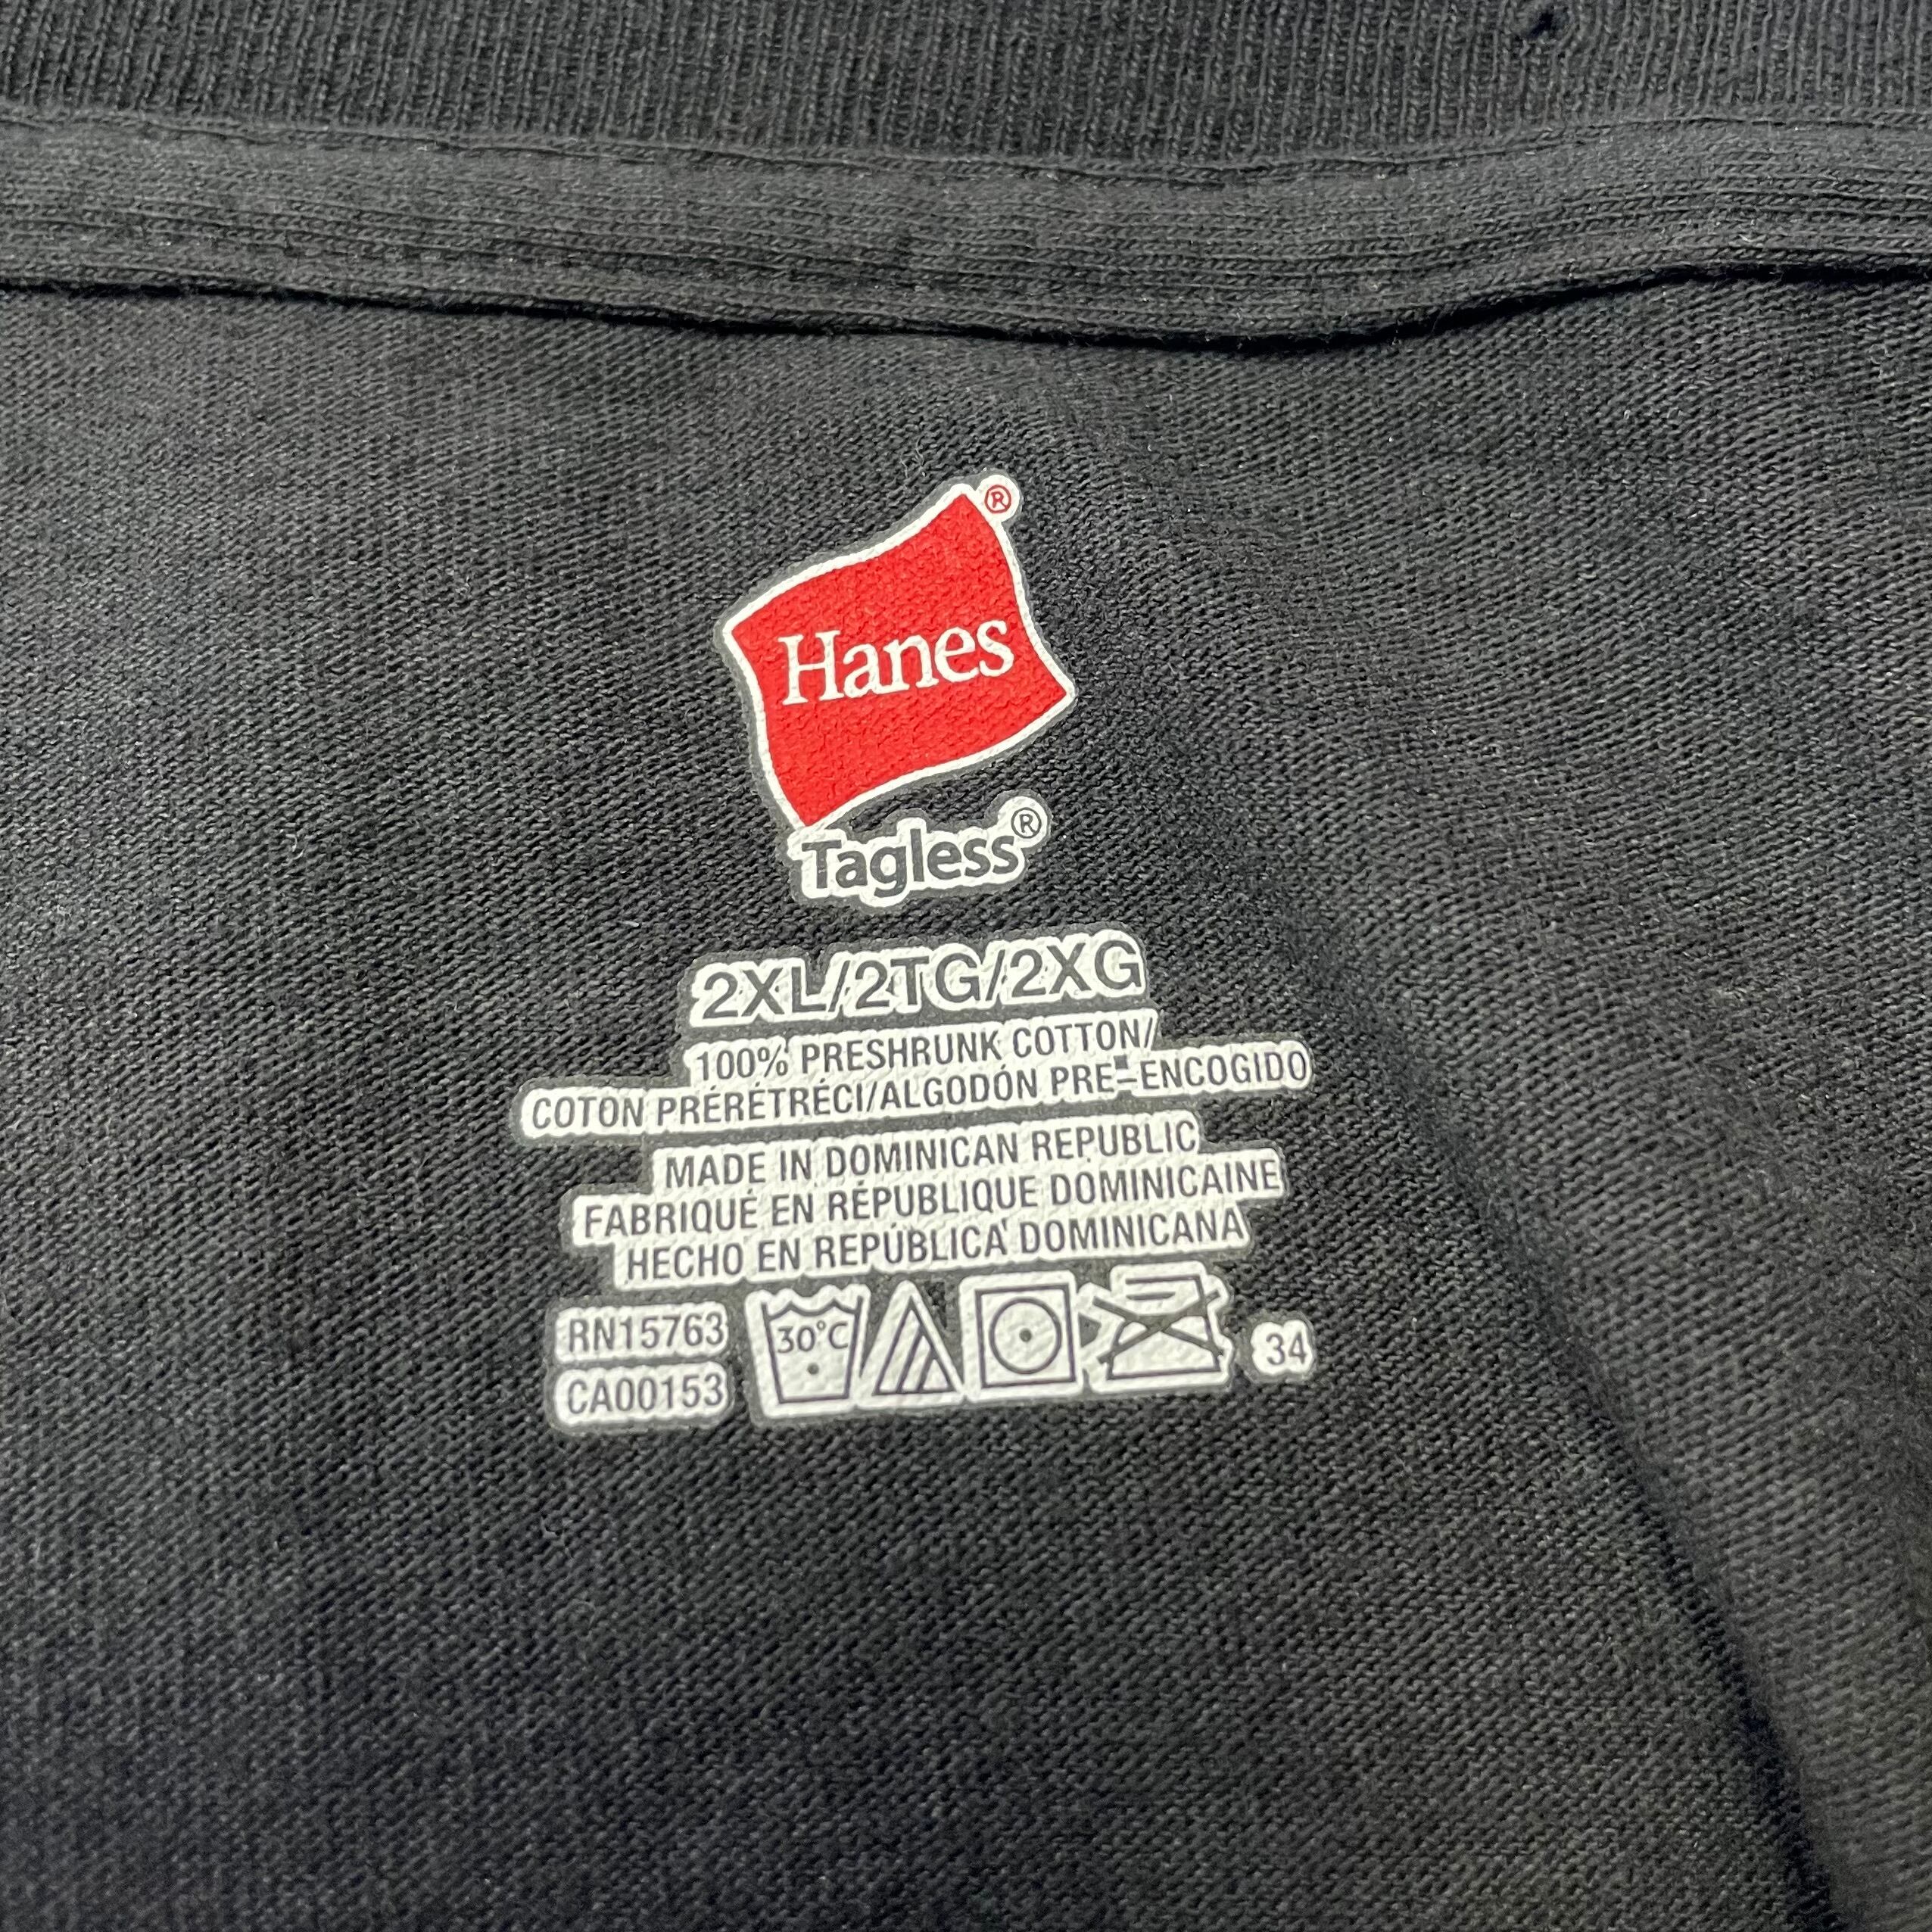 ®
Hanes
Tagless®
2XL/2TG/2XG
100% PRESHRUNK COTTON/
COTON PRÉRÉTRÉCI/ALGODÓN PRE-ENCOGIDO
MADE IN DOMINICAN REPUBLIC
FABRIQUÉ EN RÉPUBLIQUE DOMINICAINE
HECHO EN REPÚBLICA DOMINICANA
RN15763
CA00153
30°C
34